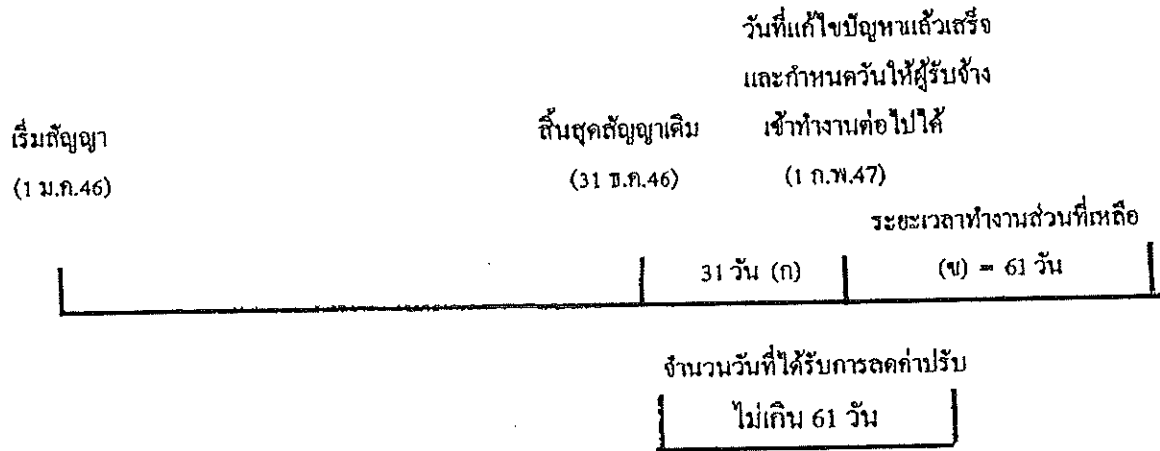 วันที่แก้ไขปัญหาแล้วเสร็จ
และกำหนดวันให้ผู้รับจ้าง
เริ่มสัญญา
สิ้นสุดสัญญาเดิม
เข้าทำงานต่อไปได้
(1 ม.ค.46)
(31 ธ.ค.46)
(1 ก.พ.47)
ระยะเวลาทำงานส่วนที่เหลือ
31 วัน (ก)
(ข) = 61 วัน
จำนวนวันที่ได้รับการลดค่าปรับ
ไม่เกิน 61 วัน